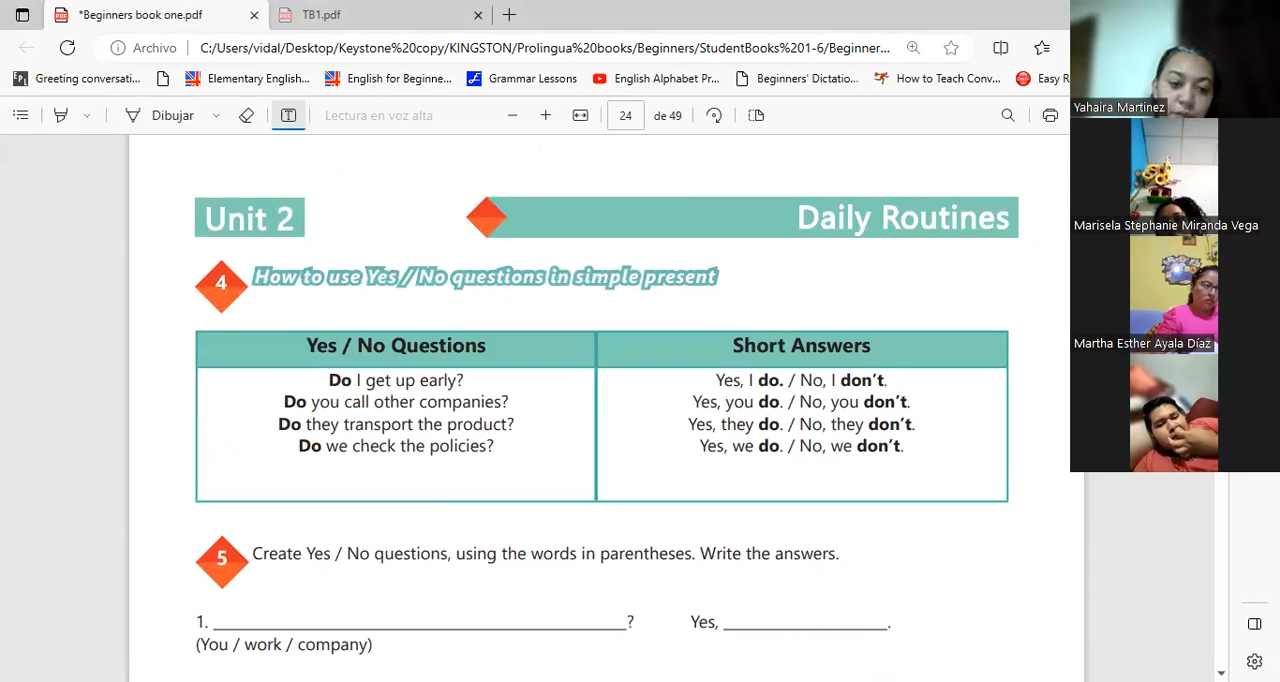 *Beginners book one.pdf
TB1.pdf
Archivo
C:/Users/vidal/Desktop/Keystone%20copy/KINGSTON/Prolingua%20books/Beginners/StudentBooks%201-6/Beginner...
Greeting conversati...
Elementary English...
English for Beginne...
Grammar Lessons
English Alphabet Pr...
Beginners' Dictatio...
How to Teach Conv...
Easy R
Dibujar
Lectura en voz alta
24
de 49
Unit 2
Daily Routines
4
How to use Yes / No questions in simple present
Yes / No Questions
Short Answers
Do I get up early?
Yes, I do. / No, I don't.
Do you call other companies?
Yes, you do. / No, you don't.
Do they transport the product?
Yes, they do. / No, they don't.
Do we check the policies?
Yes, we do. / No, we don't.
5
Create Yes / No questions, using the words in parentheses. Write the answers.
1. ____________________________________________?
Yes, __________________.
(You / work / company)
Yahaira Martinez
Marisela Stephanie Miranda Vega
Martha Esther Ayala Díaz